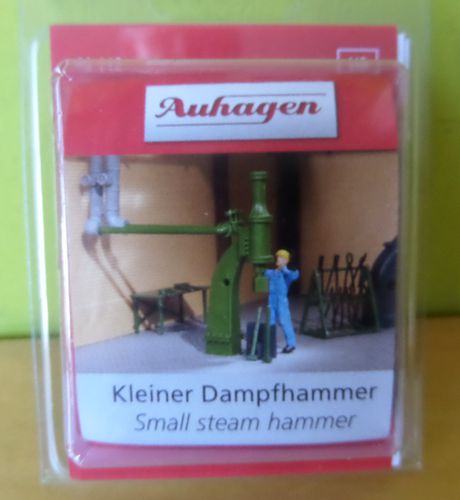 Auhagen
Kleiner Dampfhammer
Small steam hammer